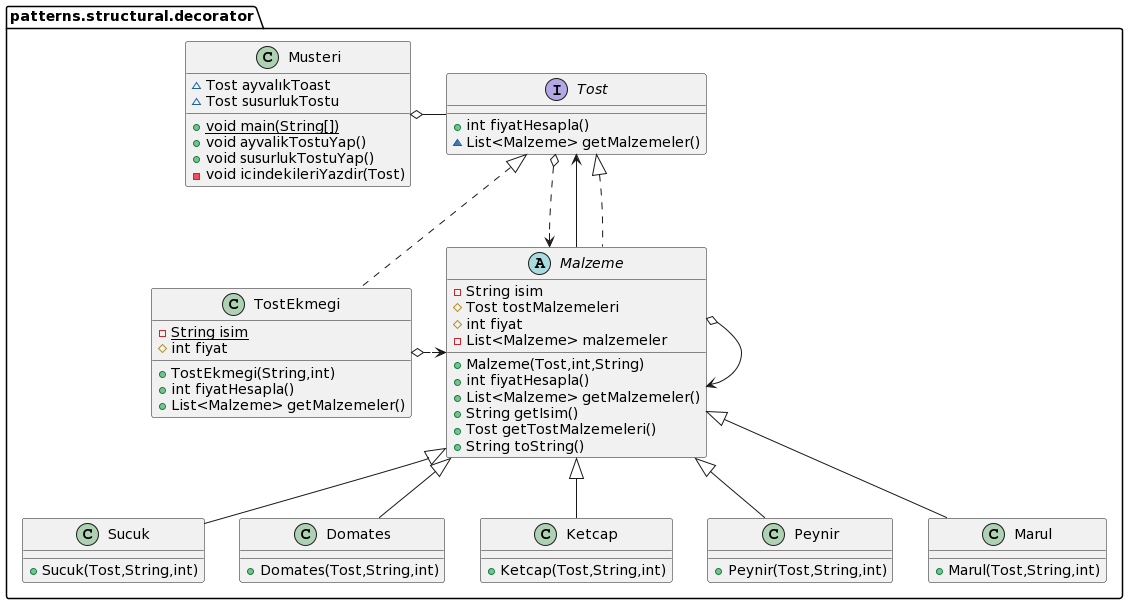 patterns.structural.decorator
C Musteri
Tost ayvalıkToast
Tost susurlukTostu
void main(String[])
void ayvalikTostuYap()
void susurlukTostuYap()
void icindekileriYazdir(Tost)
I Tost
int fiyatHesapla()
List<Malzeme> getMalzemeler()
C TostEkmegi
String isim
int fiyat
TostEkmegi(String,int)
int fiyatHesapla()
List<Malzeme> getMalzemeler()
A Malzeme
String isim
Tost tostMalzemeleri
int fiyat
List<Malzeme> malzemeler
Malzeme(Tost,int,String)
int fiyatHesapla()
List<Malzeme> getMalzemeler()
String getIsim()
Tost getTostMalzemeleri()
String toString()
C Sucuk
Sucuk(Tost,String,int)
C Domates
Domates(Tost,String,int)
C Ketcap
Ketcap(Tost,String,int)
C Peynir
Peynir(Tost,String,int)
C Marul
Marul(Tost,String,int)